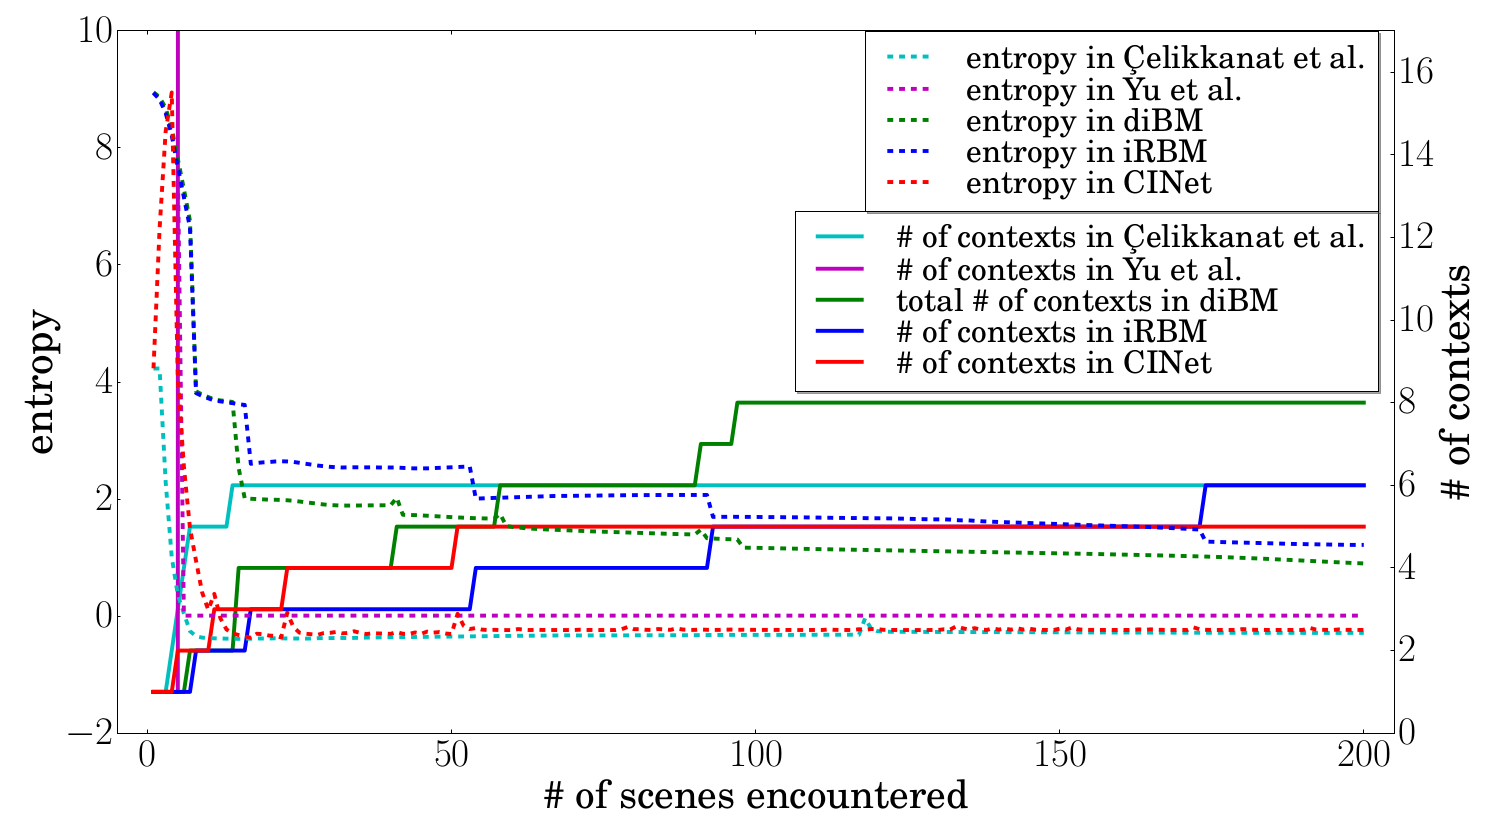 10
8
6
4
2
0
−2
entropy
entropy in Çelikkanat et al.
entropy in Yu et al.
entropy in diBM
entropy in iRBM
entropy in CINet
# of contexts in Çelikkanat et al.
# of contexts in Yu et al.
total # of contexts in diBM
# of contexts in iRBM
# of contexts in CINet
16
14
12
10
8
6
4
2
0
# of contexts
0 50 100 150 200
# of scenes encountered